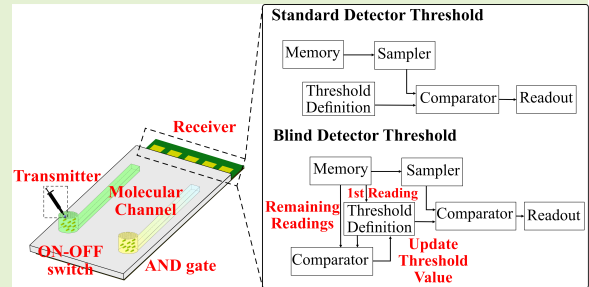 Standard Detector Threshold
Memory
Sampler
Threshold
Definition
Comparator
Readout
Blind Detector Threshold
Memory
Sampler
1st Reading
Remaining
Readings
Threshold
Definition
Comparator
Readout
Comparator
Update
Threshold
Value
Receiver
Transmitter
Molecular
Channel
ON-OFF
switch
AND gate